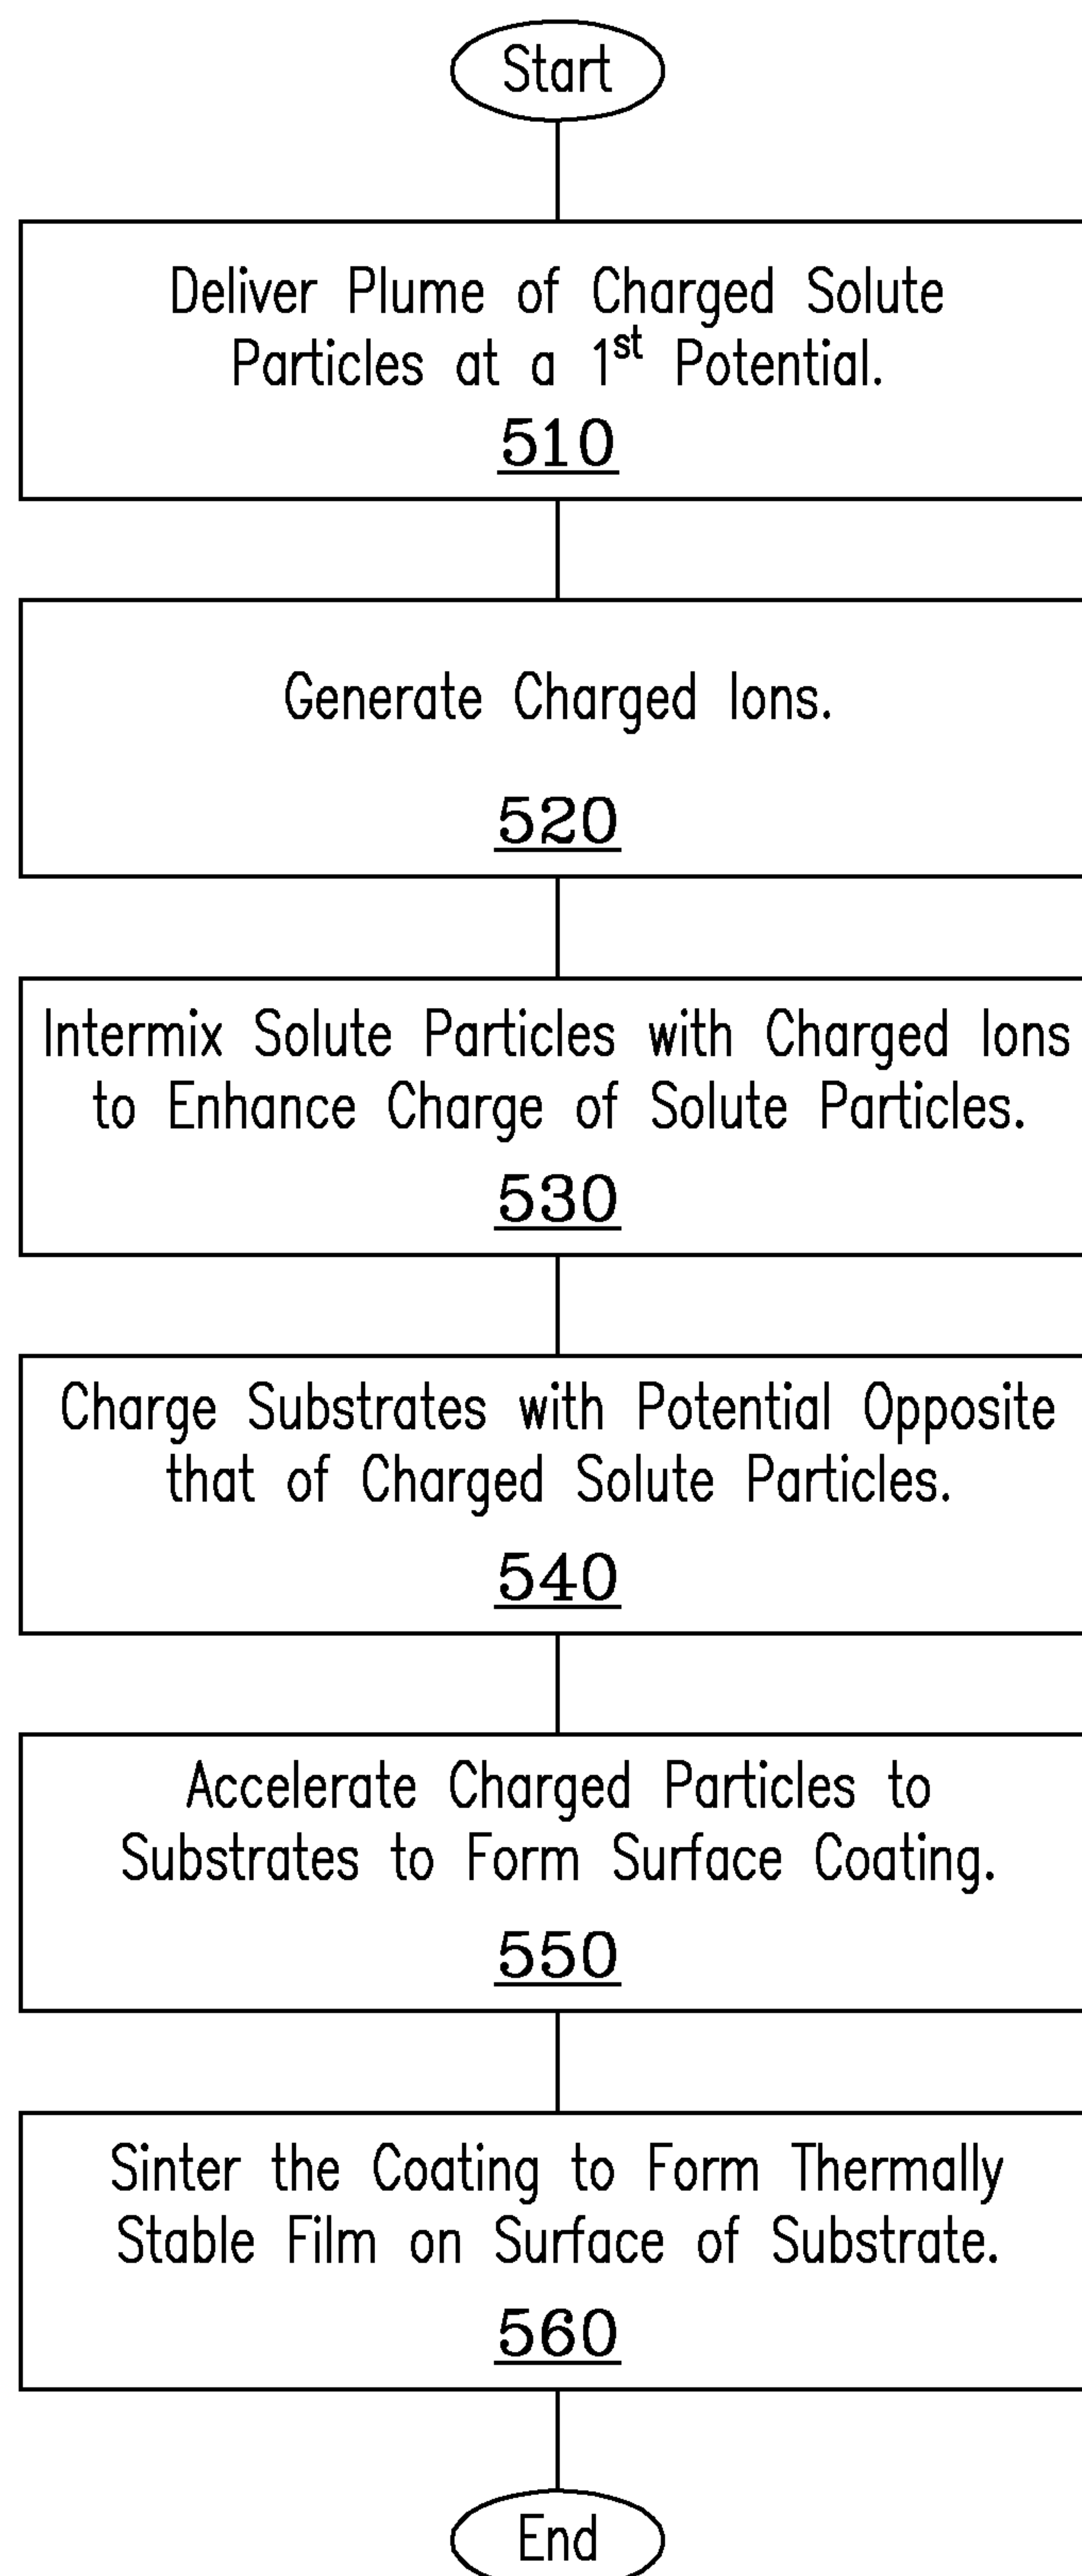 Start
Deliver Plume of Charged Solute
Particles at a 1st Potential.
510
Generate Charged Ions.
520
Intermix Solute Particles with Charged Ions
to Enhance Charge of Solute Particles.
530
Charge Substrates with Potential Opposite
that of Charged Solute Particles.
540
Accelerate Charged Particles to
Substrates to Form Surface Coating.
550
Sinter the Coating to Form Thermally
Stable Film on Surface of Substrate.
560
End